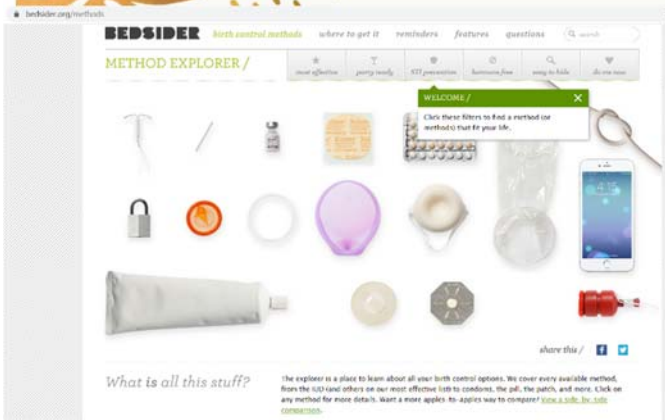 bedsider.org/methods
BEDSIDER birth control methods where to get it reminders features questions search
METHOD EXPLORER /
most effective party ready STI prevention hormone free easy to hide do me now
WELCOME /
Click these filters to find a method (or
methods) that fit your life.
4:15
share this /
What is all this stuff?
The explorer is a place to learn about all your birth control options. We cover every available method,
from the IUD (and others on our most effective list) to condoms, the pill, the patch, and more. Click on
any method for more details. Want a more apples-to-apples way to compare? View a side-by-side
comparison.